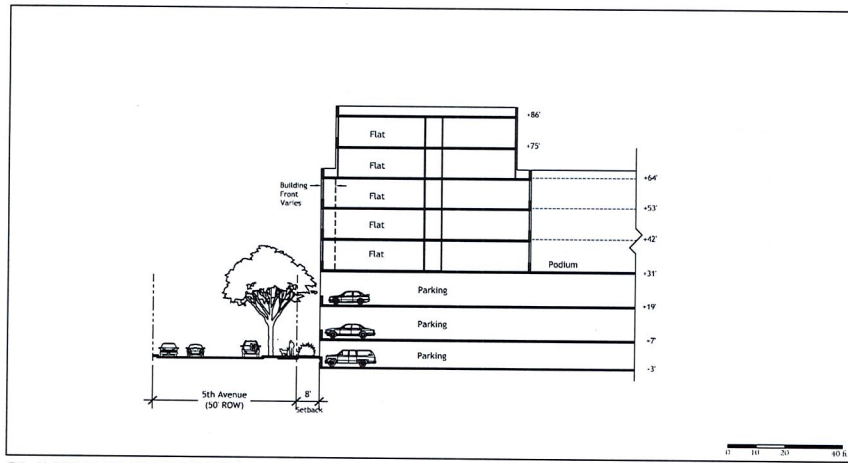 +86'
Flat
+75'
Flat
+64'
Building
Front
Varies
Flat
+53'
Flat
+42'
Flat
Podium
+31'
Parking
+19'
Parking
+7'
Parking
-3'
5th Avenue
(50' ROW)
8'
Setback
0 10 20 40 ft.